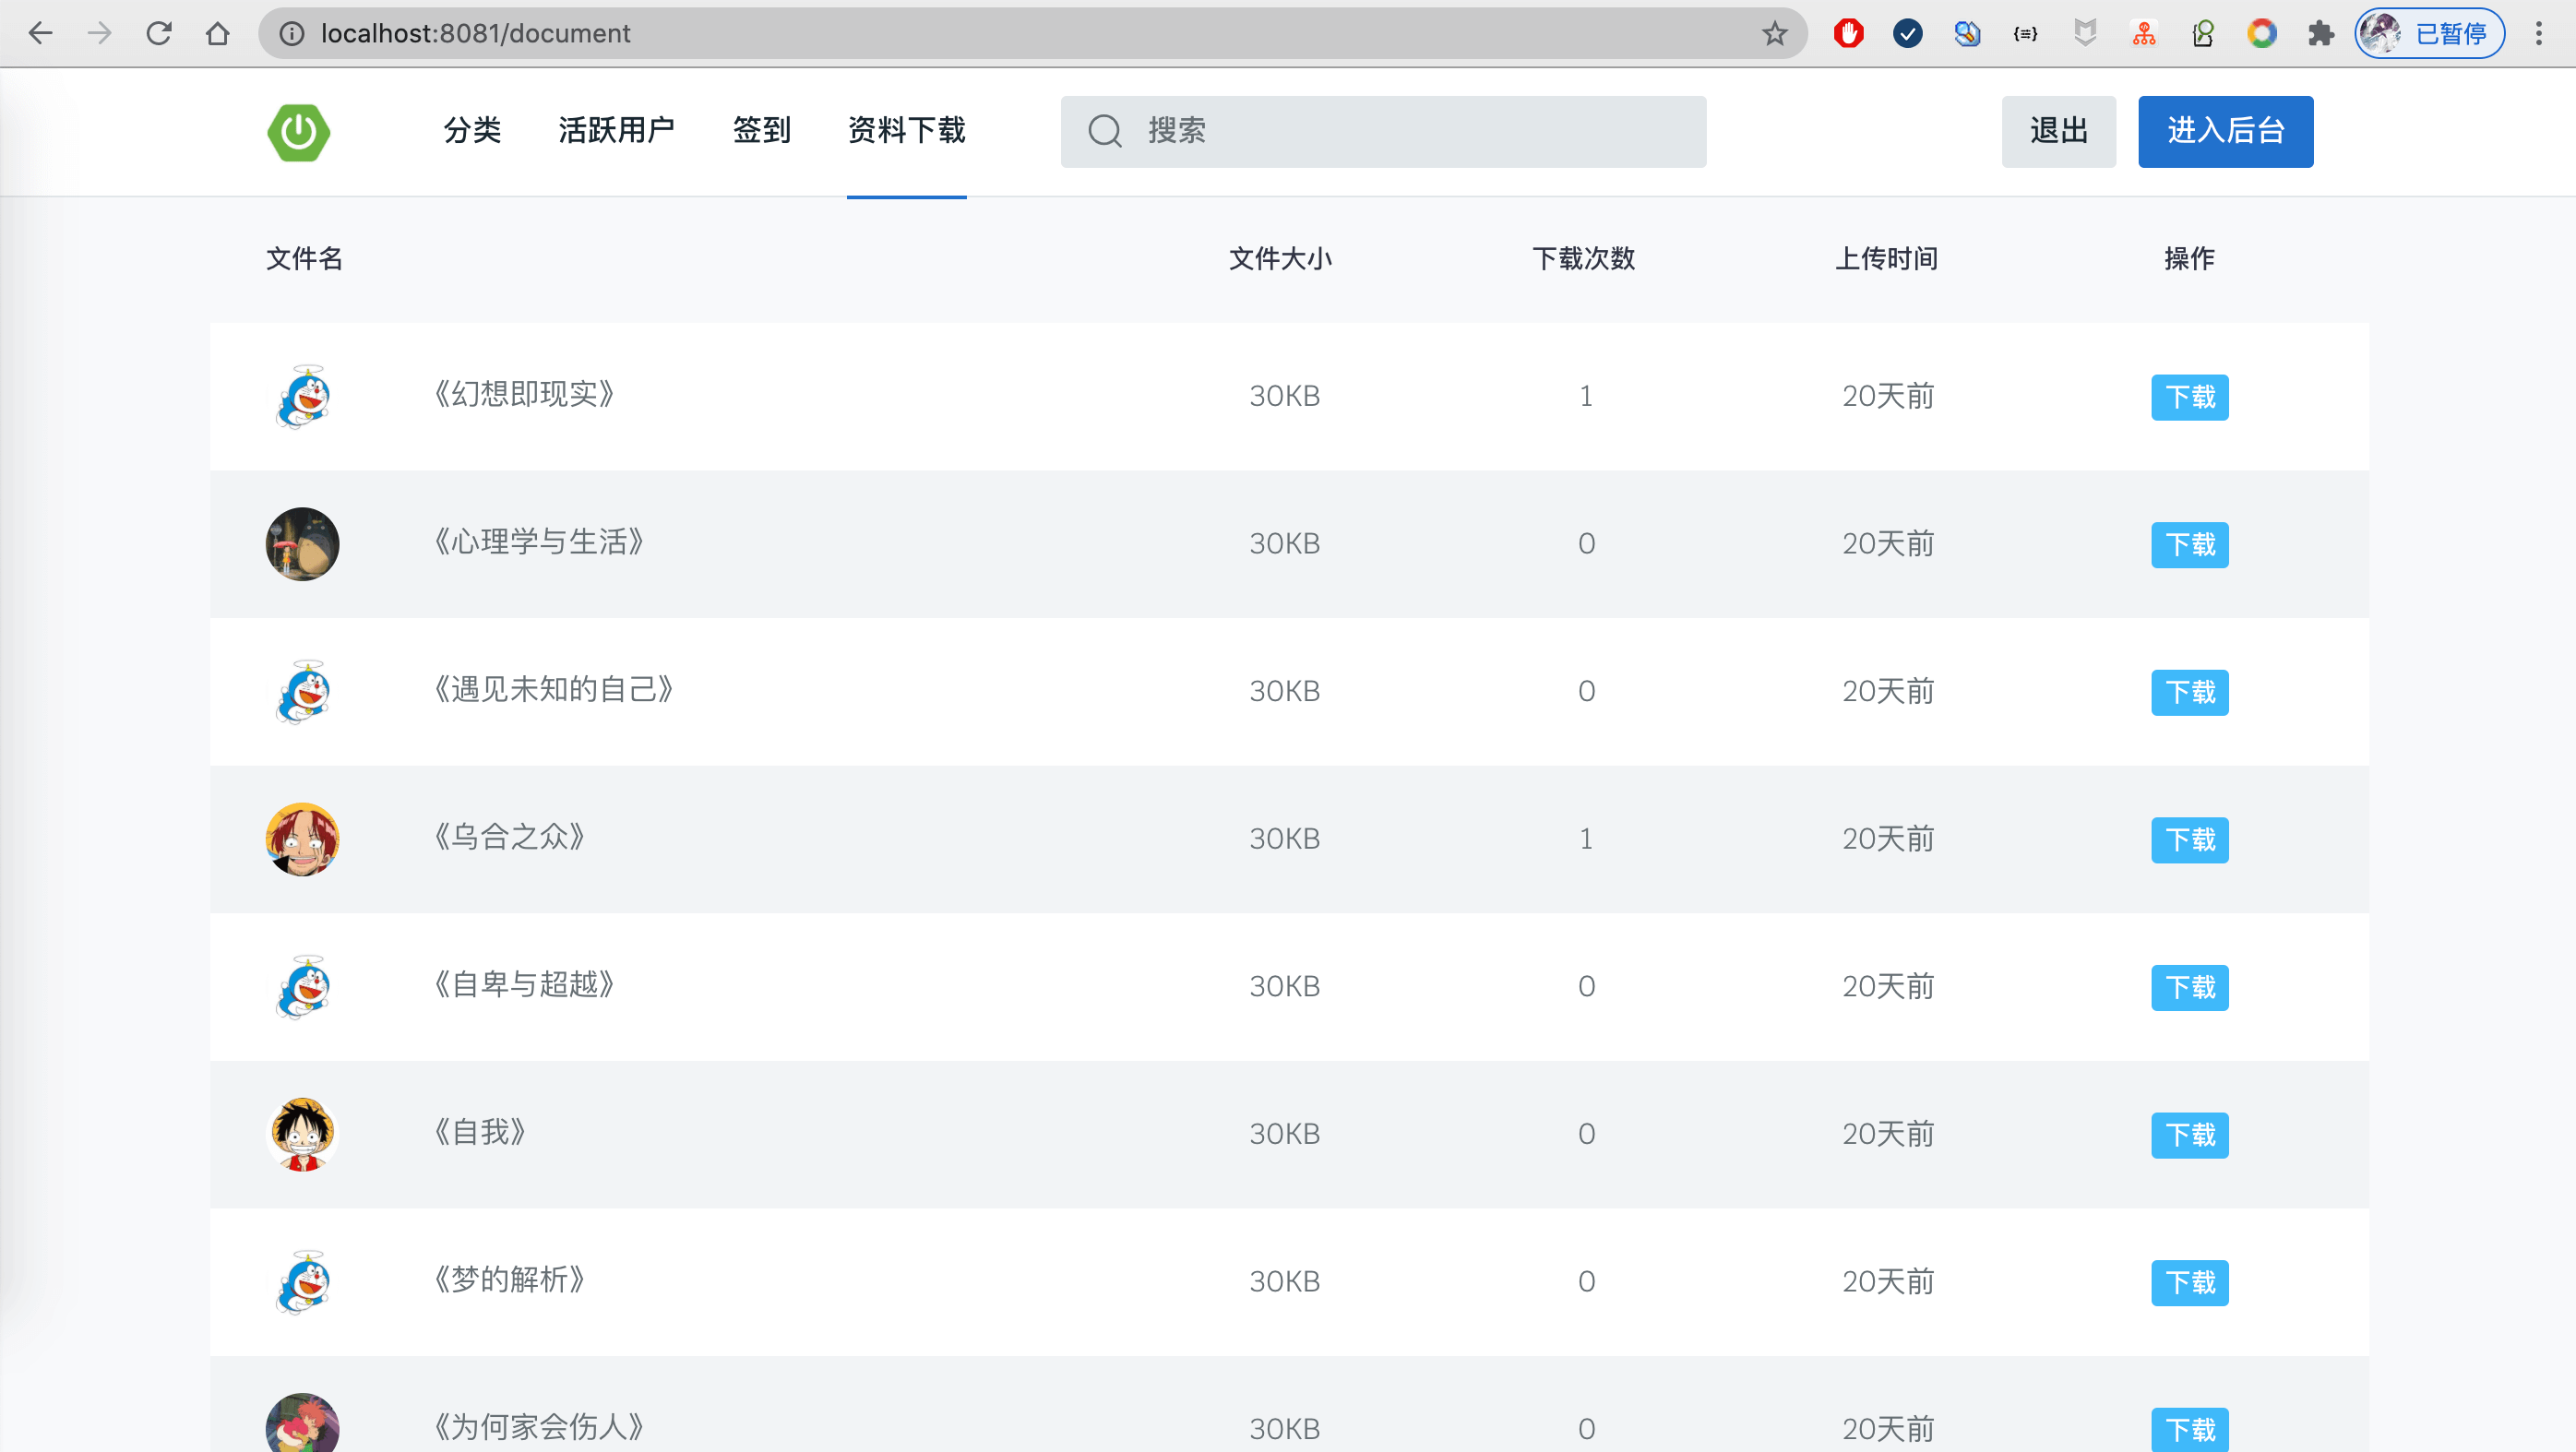 localhost:8081/document 已暂停
分类 活跃用户 签到 资料下载 搜索 退出 进入后台
文件名 文件大小 下载次数 上传时间 操作
《幻想即现实》 30KB 1 20天前 下载
《心理学与生活》 30KB 0 20天前 下载
《遇见未知的自己》 30KB 0 20天前 下载
《乌合之众》 30KB 1 20天前 下载
《自卑与超越》 30KB 0 20天前 下载
《自我》 30KB 0 20天前 下载
《梦的解析》 30KB 0 20天前 下载
《为何家会伤人》 30KB 0 20天前 下载